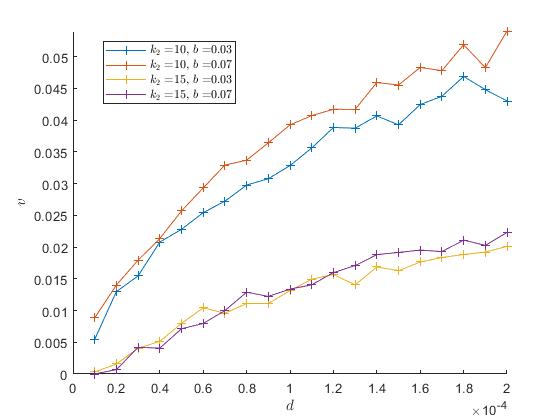 k₂ =10, b =0.03
k₂ =10, b =0.07
k₂ =15, b =0.03
k₂ =15, b =0.07
0.05
0.045
0.04
0.035
0.03
0.025
0.02
0.015
0.01
0.005
0
v
0 0.2 0.4 0.6 0.8 1 1.2 1.4 1.6 1.8 2
d
×10⁻⁴